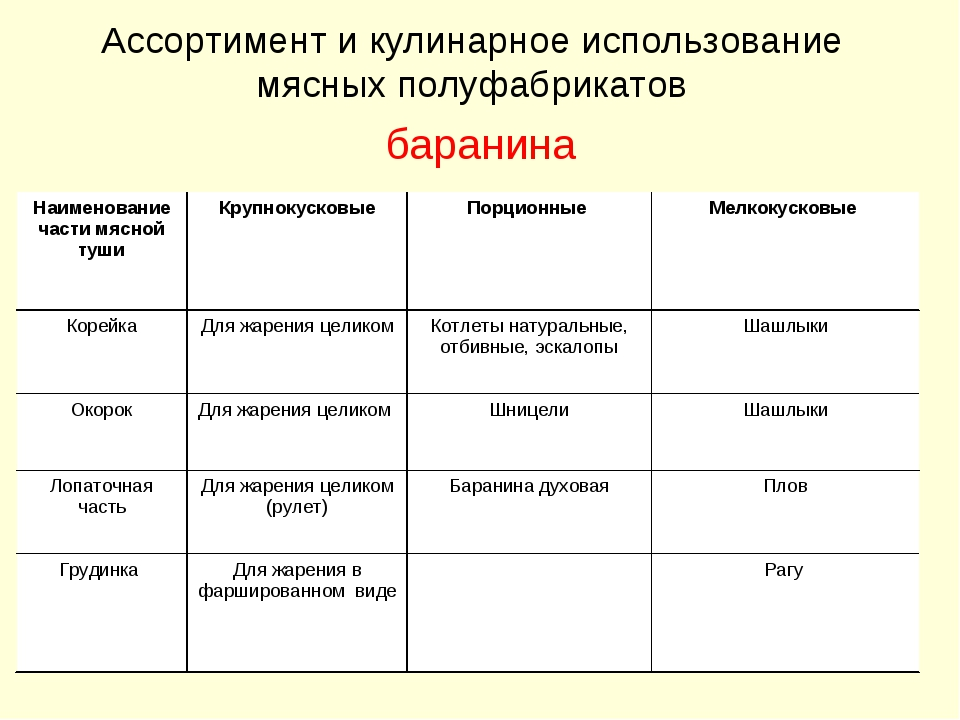 Ассортимент и кулинарное использование
мясных полуфабрикатов
баранина
Наименование
части мясной
туши
Крупнокусковые
Порционные
Мелкокусковые
Корейка
Для жарения целиком
Котлеты натуральные,
отбивные, эскалопы
Шашлыки
Окорок
Для жарения целиком
Шницели
Шашлыки
Лопаточная
часть
Для жарения целиком
(рулет)
Баранина духовая
Плов
Грудинка
Для жарения в
фаршированном виде
Рагу